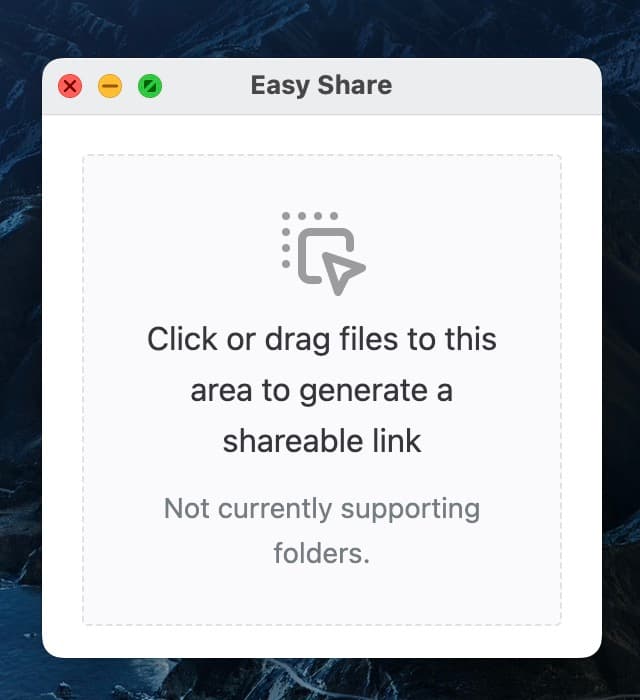 Easy Share
Click or drag files to this
area to generate a
shareable link
Not currently supporting
folders.